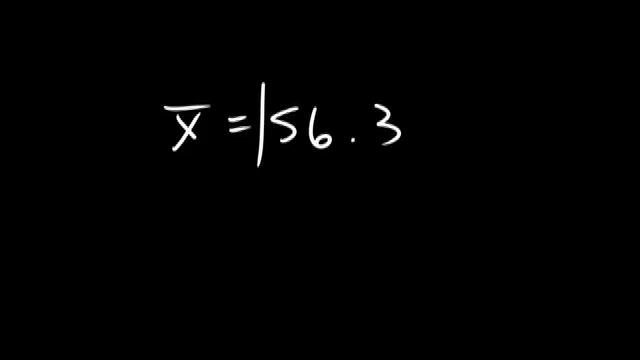 x̅ = 156.3